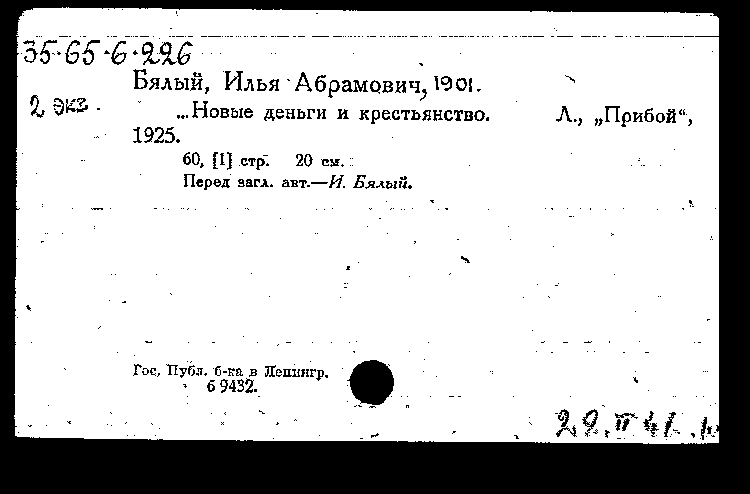 35-65-6-226
Бялый, Илья Абрамович, 1901.
2 экз.
...Новые деньги и крестьянство. Л., „Прибой“,
1925.
60, [1] стр. 20 см.
Перед загл. авт.—И. Бялый.
Гос. Публ. б-ка в Ленингр.
б 9432.